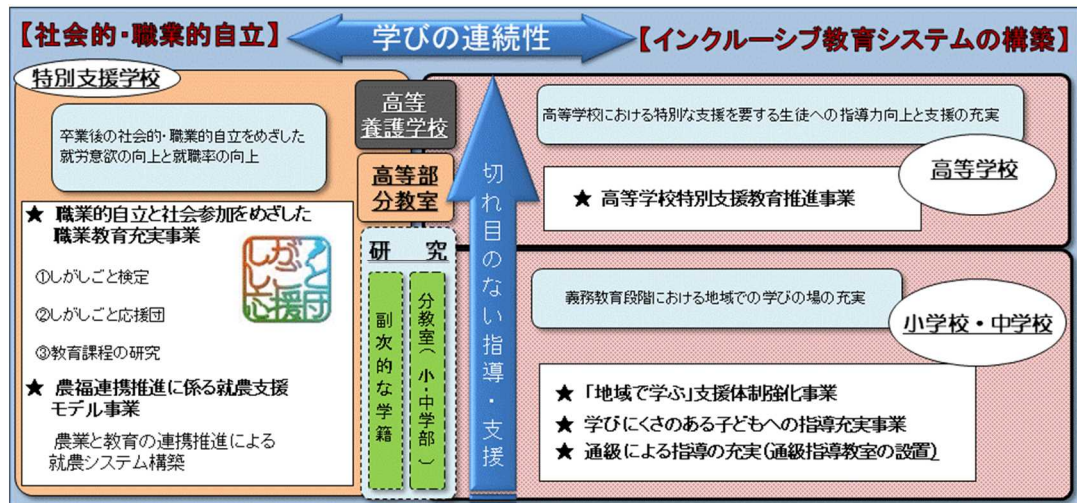 【社会的・職業的自立】
学びの連続性
【インクルーシブ教育システムの構築】
特別支援学校
卒業後の社会的・職業的自立をめざした
就労意欲の向上と就職率の向上
★ 職業的自立と社会参加をめざした
職業教育充実事業
①しがしごと検定
②しがしごと応援団
③教育課程の研究
しがしごと応援団
★ 農福連携推進に係る就農支援
モデル事業
農業と教育の連携推進による
就農システム構築
高等
養護学校
高等部
分教室
研究
副次的な学籍
分教室(小・中学部)
切れ目のない指導・支援
高等学校における特別な支援を要する生徒への指導力向上と支援の充実
高等学校
★ 高等学校特別支援教育推進事業
義務教育段階における地域での学びの場の充実
小学校・中学校
★ 「地域で学ぶ」支援体制強化事業
★ 学びにくさのある子どもへの指導充実事業
★ 通級による指導の充実(通級指導教室の設置)